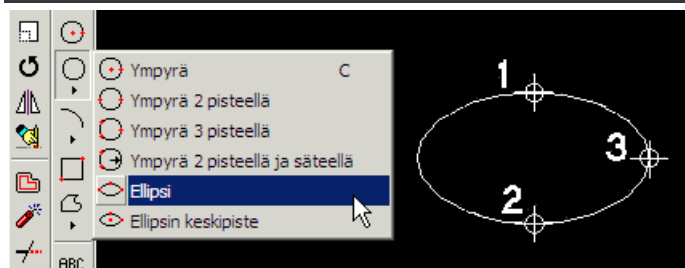 Ympyrä C
Ympyrä 2 pisteellä
Ympyrä 3 pisteellä
Ympyrä 2 pisteellä ja säteellä
Ellipsi
Ellipsin keskipiste
ABC
1
3
2